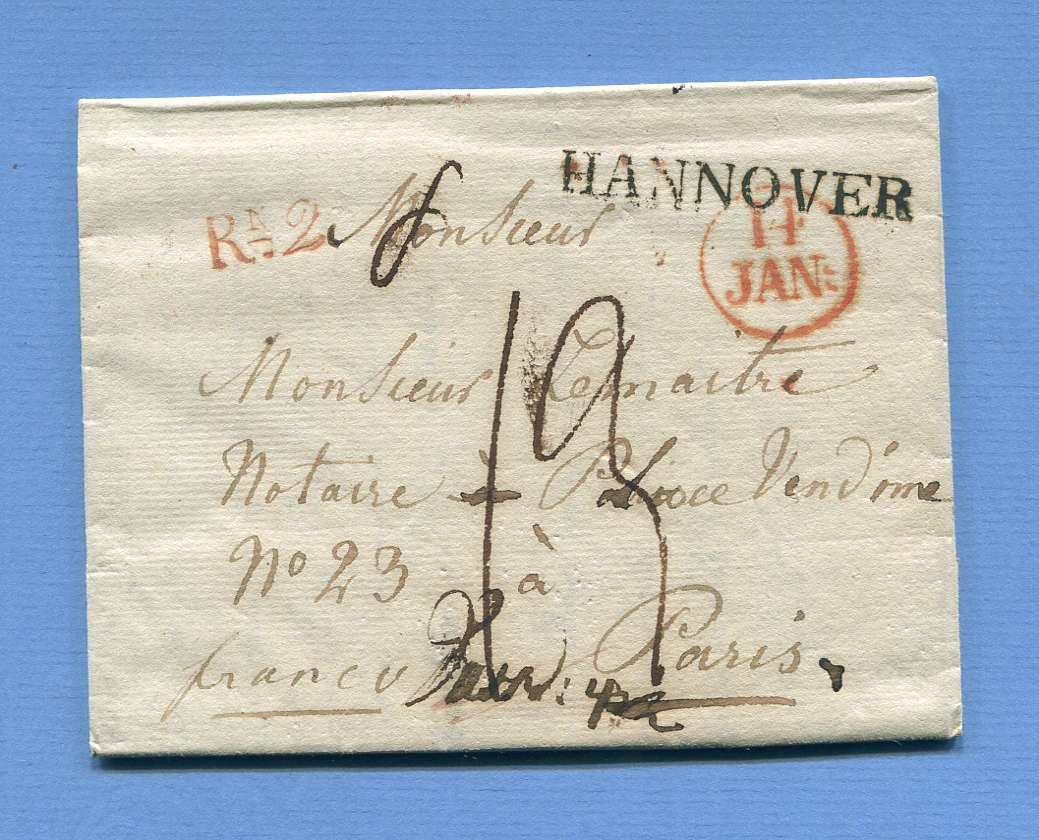 HANNOVER
R.N. 2 Monsieur
14
JAN:
Monsieur Lemaitre
Notaire à Place Vendôme
No 23 à
franco Paris.